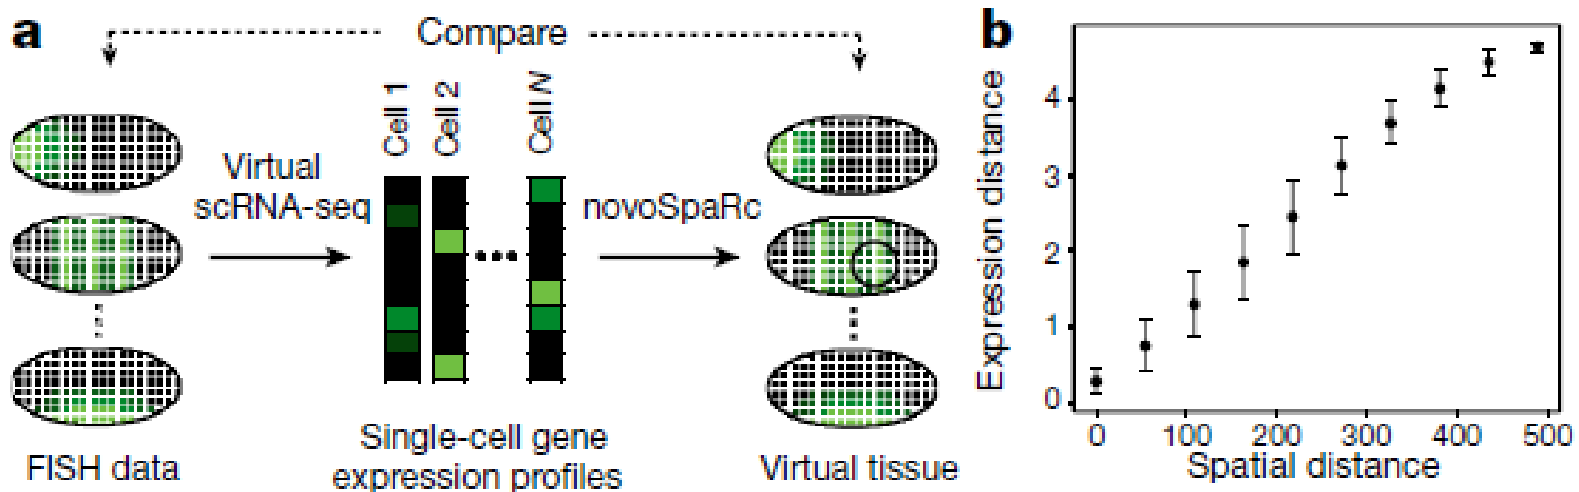 a
Compare
Cell 1
Cell 2
Cell N
Virtual
scRNA-seq
novoSpaRc
FISH data
Single-cell gene
expression profiles
Virtual tissue
b
Expression distance
4
3
2
1
0
0 100 200 300 400 500
Spatial distance